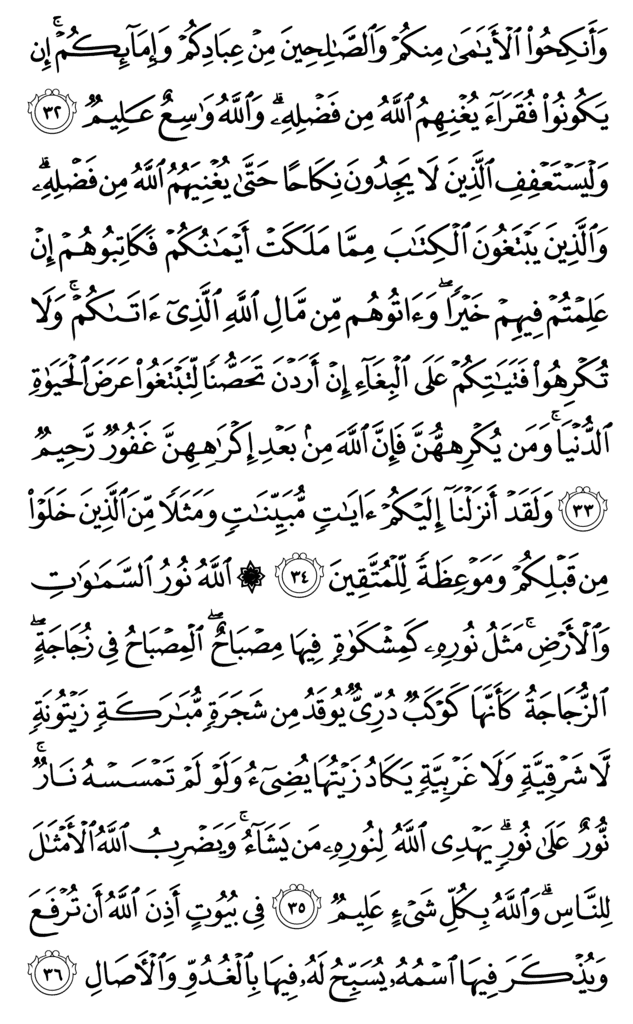 وَأَنكِحُوا۟ ٱلْأَيَـٰمَىٰ مِنكُمْ وَٱلصَّـٰلِحِينَ مِنْ عِبَادِكُمْ وَإِمَآئِكُمْ ۚ إِن
يَكُونُوا۟ فُقَرَآءَ يُغْنِهِمُ ٱللَّهُ مِن فَضْلِهِۦ ۗ وَٱللَّهُ وَٰسِعٌ عَلِيمٌ ٣٢
وَلْيَسْتَعْفِفِ ٱلَّذِينَ لَا يَجِدُونَ نِكَاحًا حَتَّىٰ يُغْنِيَهُمُ ٱللَّهُ مِن فَضْلِهِۦ ۗ
وَٱلَّذِينَ يَبْتَغُونَ ٱلْكِتَـٰبَ مِمَّا مَلَكَتْ أَيْمَـٰنُكُمْ فَكَاتِبُوهُمْ إِنْ
عَلِمْتُمْ فِيهِمْ خَيْرًا ۖ وَءَاتُوهُم مِّن مَّالِ ٱللَّهِ ٱلَّذِىٓ ءَاتَىٰكُمْ ۚ وَلَا
تُكْرِهُوا۟ فَتَيَـٰتِكُمْ عَلَى ٱلْبِغَآءِ إِنْ أَرَدْنَ تَحَصُّنًا لِّتَبْتَغُوا۟ عَرَضَ ٱلْحَيَوٰةِ
ٱلدُّنْيَا ۚ وَمَن يُكْرِههُّنَّ فَإِنَّ ٱللَّهَ مِنۢ بَعْدِ إِكْرَٰهِهِنَّ غَفُورٌ رَّحِيمٌ
٣٣ وَلَقَدْ أَنزَلْنَآ إِلَيْكُمْ ءَايَـٰتٍ مُّبَيِّنَـٰتٍ وَمَثَلًا مِّنَ ٱلَّذِينَ خَلَوْا۟
مِن قَبْلِكُمْ وَمَوْعِظَةً لِّلْمُتَّقِينَ ٣٤ ۞ ٱللَّهُ نُورُ ٱلسَّمَـٰوَٰتِ
وَٱلْأَرْضِ ۚ مَثَلُ نُورِهِۦ كَمِشْكَوٰةٍ فِيهَا مِصْبَاحٌ ۖ ٱلْمِصْبَاحُ فِى زُجَاجَةٍ ۖ
ٱلزُّجَاجَةُ كَأَنَّهَا كَوْكَبٌ دُرِّىٌّ يُوقَدُ مِن شَجَرَةٍ مُّبَـٰرَكَةٍ زَيْتُونَةٍ
لَّا شَرْقِيَّةٍ وَلَا غَرْبِيَّةٍ يَكَادُ زَيْتُهَا يُضِىٓءُ وَلَوْ لَمْ تَمْسَسْهُ نَارٌ ۚ
نُّورٌ عَلَىٰ نُورٍ ۗ يَهْدِى ٱللَّهُ لِنُورِهِۦ مَن يَشَآءُ ۚ وَيَضْرِبُ ٱللَّهُ ٱلْأَمْثَـٰلَ
لِلنَّاسِ ۗ وَٱللَّهُ بِكُلِّ شَىْءٍ عَلِيمٌ ٣٥ فِى بُيُوتٍ أَذِنَ ٱللَّهُ أَن تُرْفَعَ
وَيُذْكَرَ فِيهَا ٱسْمُهُۥ يُسَبِّحُ لَهُۥ فِيهَا بِٱلْغُدُوِّ وَٱلْـَٔاصَالِ ٣٦